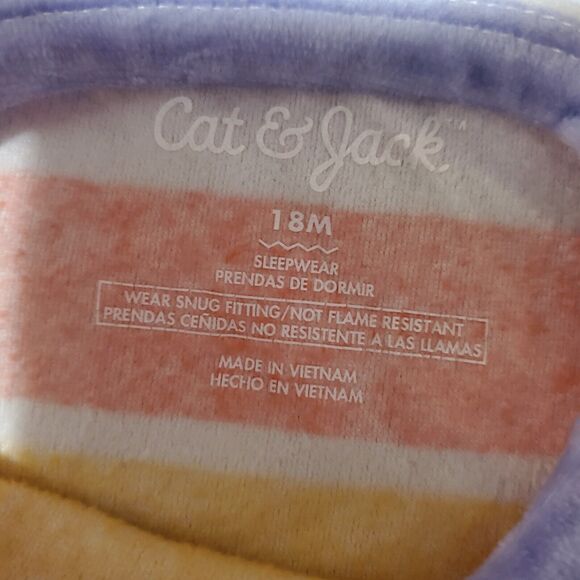 Cat & Jack™
18M
SLEEPWEAR
PRENDAS DE DORMIR
WEAR SNUG FITTING/NOT FLAME RESISTANT
PRENDAS CEÑIDAS NO RESISTENTE A LAS LLAMAS
MADE IN VIETNAM
HECHO EN VIETNAM